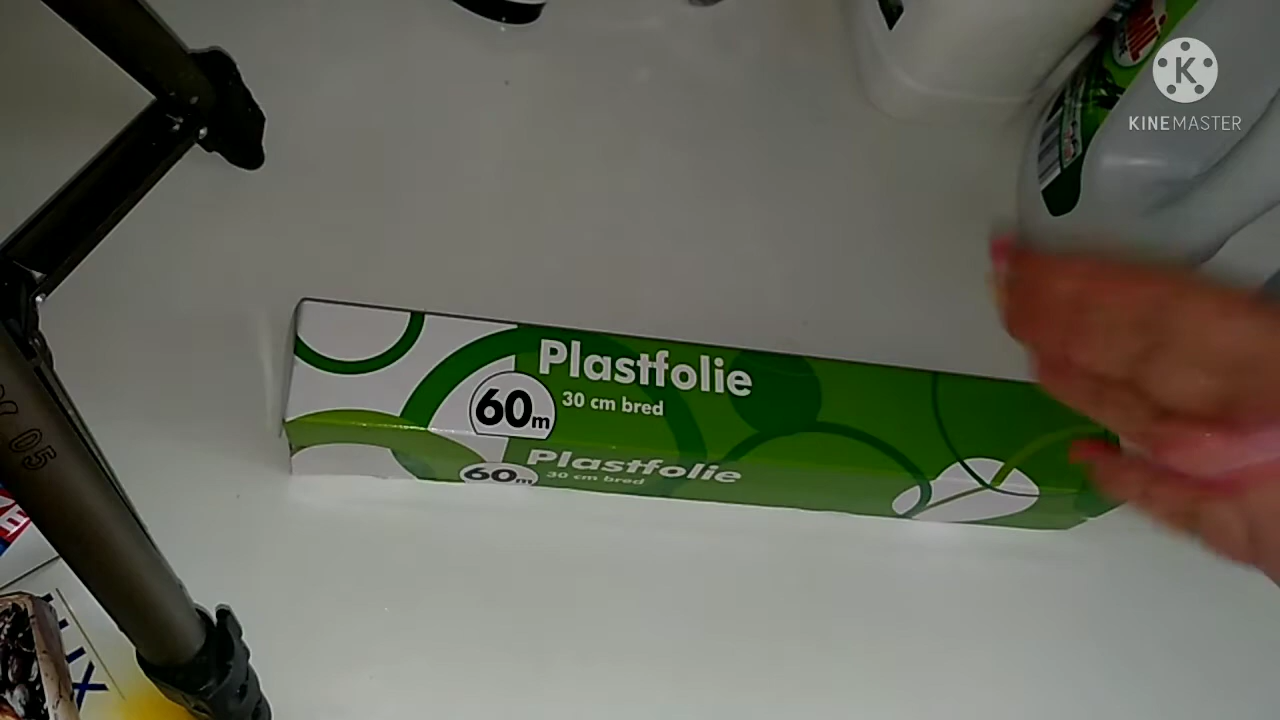 K
KINEMASTER
Plastfolie
60m
30 cm bred
Plastfolie
60m
30 cm bred